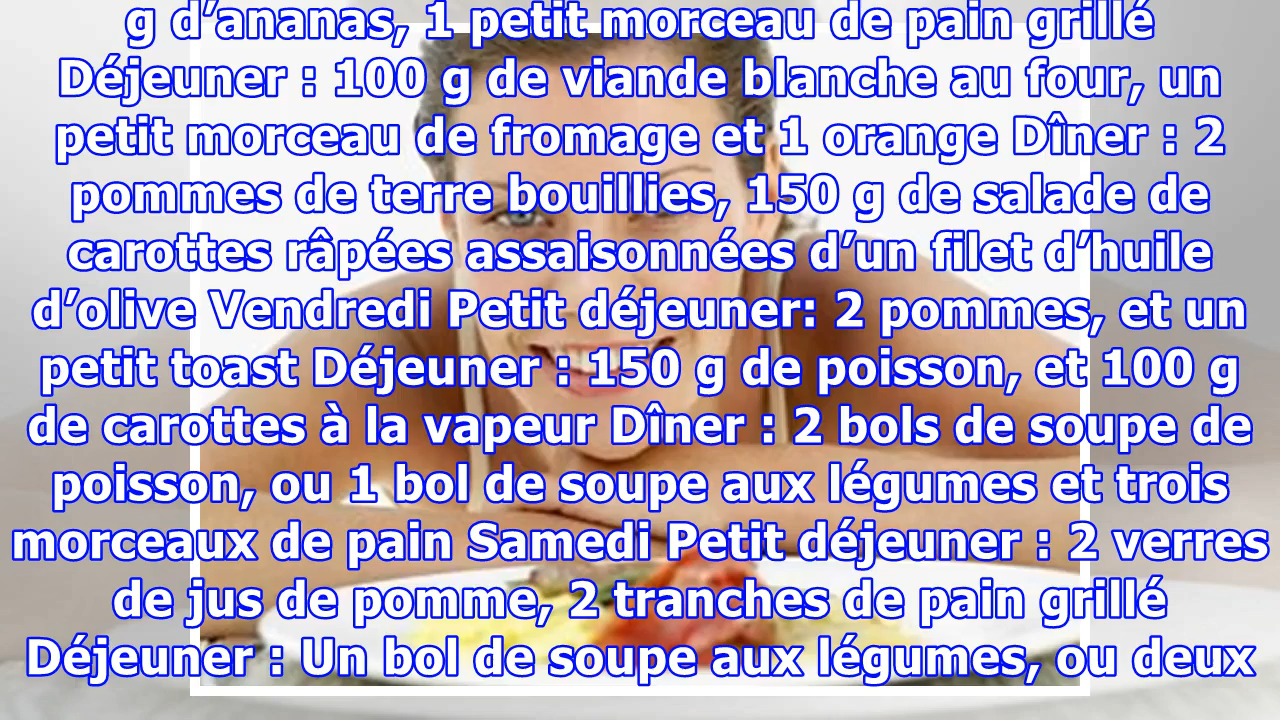 g d’ananas, 1 petit morceau de pain grillé
Déjeuner : 100 g de viande blanche au four, un
petit morceau de fromage et 1 orange Dîner : 2
pommes de terre bouillies, 150 g de salade de
carottes râpées assaisonnées d’un filet d’huile
d’olive Vendredi Petit déjeuner: 2 pommes, et un
petit toast Déjeuner : 150 g de poisson, et 100 g
de carottes à la vapeur Dîner : 2 bols de soupe de
poisson, ou 1 bol de soupe aux légumes et trois
morceaux de pain Samedi Petit déjeuner : 2 verres
de jus de pomme, 2 tranches de pain grillé
Déjeuner : Un bol de soupe aux légumes, ou deux